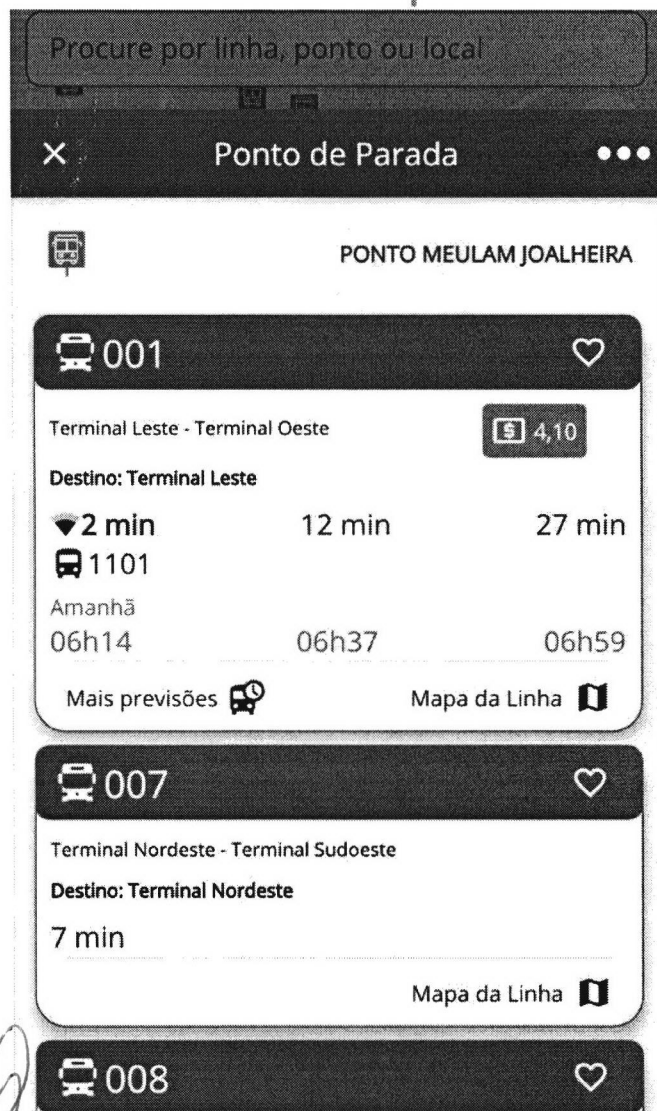 Procure por linha, ponto ou local
Ponto de Parada
PONTO MEULAM JOALHEIRA
001
Terminal Leste - Terminal Oeste
$ 4,10
Destino: Terminal Leste
2 min 12 min 27 min
1101
Amanhã
06h14 06h37 06h59
Mais previsões Mapa da Linha
007
Terminal Nordeste - Terminal Sudoeste
Destino: Terminal Nordeste
7 min
Mapa da Linha
008